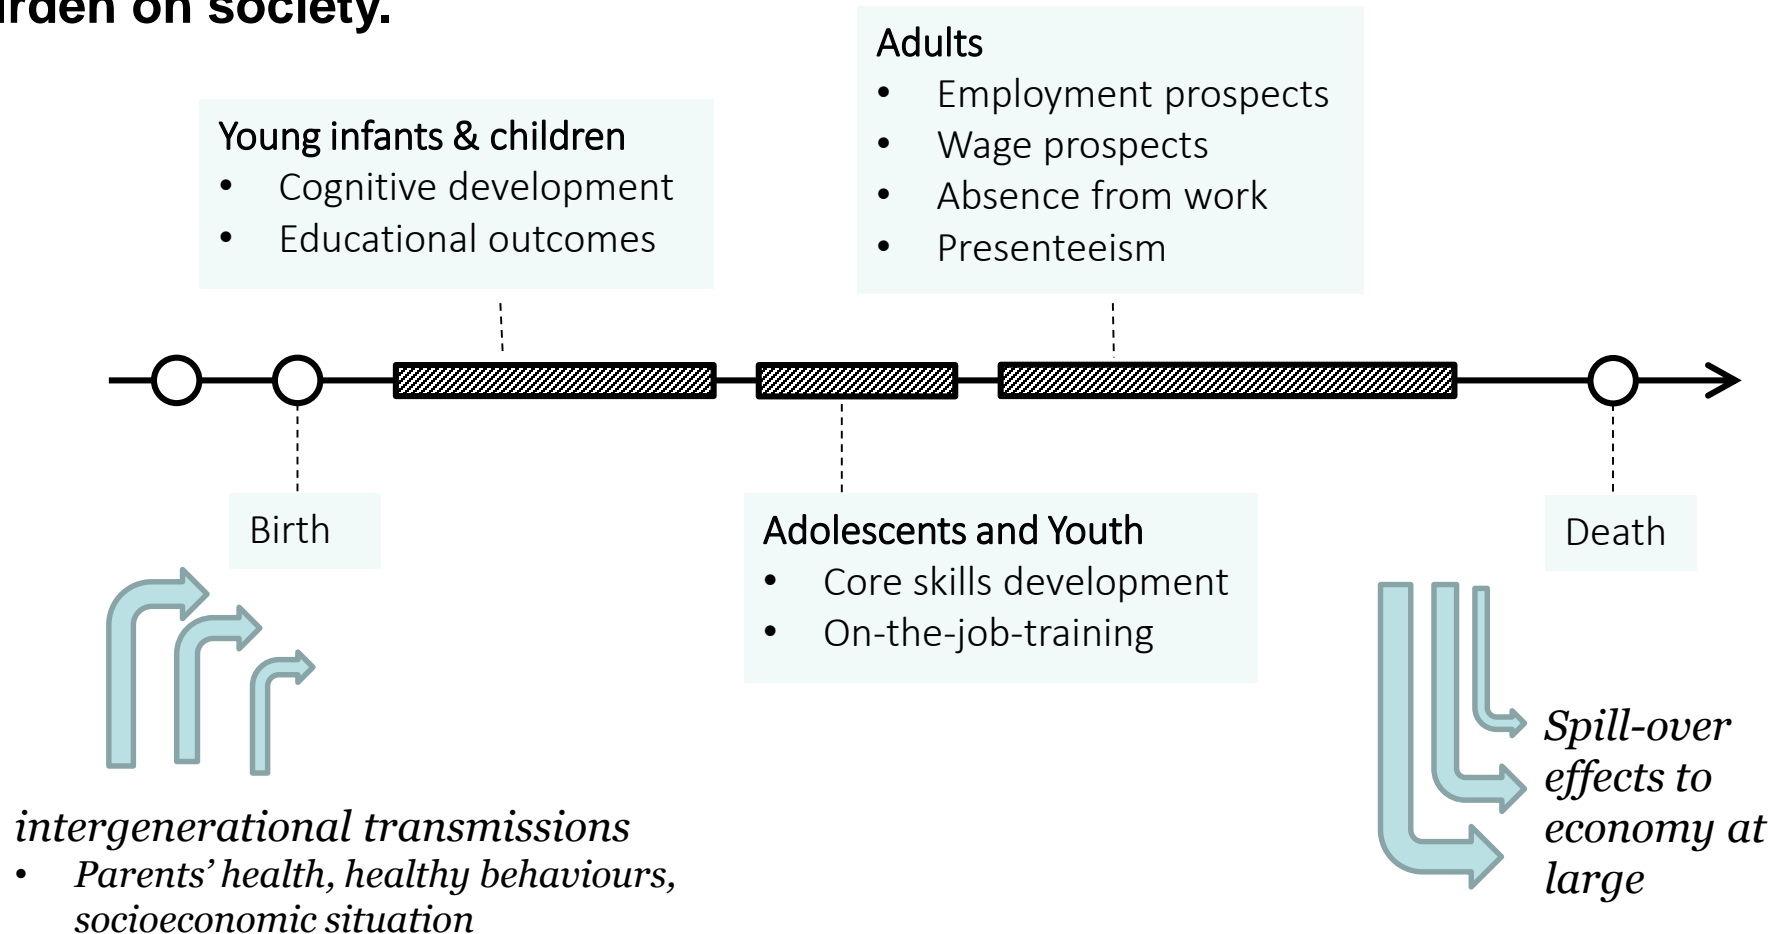 on society.
Adults
• Employment prospects
• Wage prospects
• Absence from work
• Presenteeism
Young infants & children
• Cognitive development
• Educational outcomes
Birth
Adolescents and Youth
• Core skills development
• On-the-job-training
Death
Spill-over
effects to
economy at
large
intergenerational transmissions
• Parents’ health, healthy behaviours,
socioeconomic situation